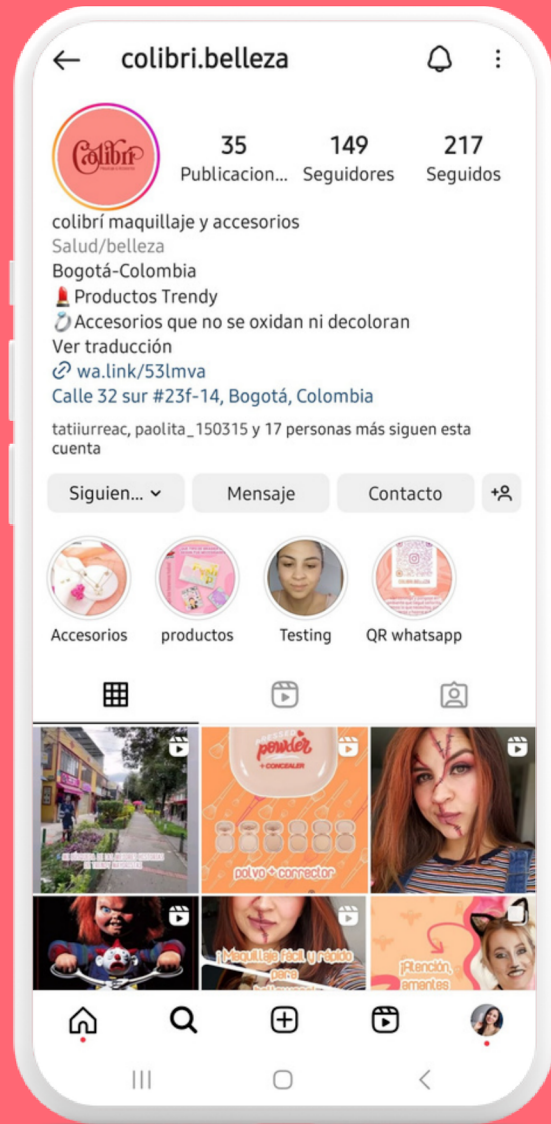 colibri.belleza
Colibrí
35
149
217
Publicacion...
Seguidores
Seguidos
colibrí maquillaje y accesorios
Salud/belleza
Bogotá-Colombia
💄Productos Trendy
💍Accesorios que no se oxidan ni decoloran
Ver traducción
wa.link/53lmva
Calle 32 sur #23f-14, Bogotá, Colombia
tatiiurreac, paolita_150315 y 17 personas más siguen esta
cuenta
Siguien...
Mensaje
Contacto
Accesorios
productos
Testing
QR whatsapp
PRESSED
powder
+ CONCEALER
polvo + corrector
¡Maquillaje fácil y rápido
para
¡Atención,
amantes